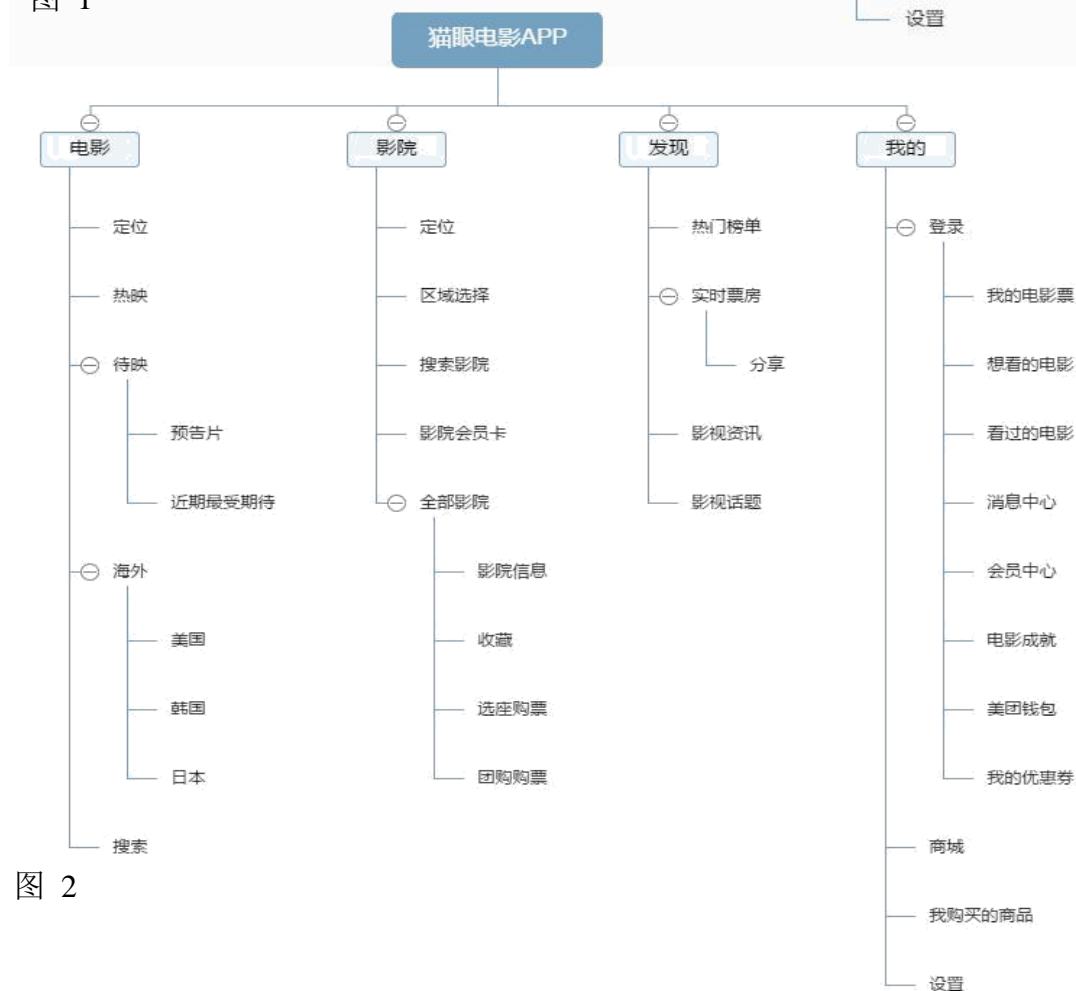 图 1
设置
猫眼电影APP
电影
影院
发现
我的
定位
热映
待映
预告片
近期最受期待
海外
美国
韩国
日本
搜索
定位
区域选择
搜索影院
影院会员卡
全部影院
影院信息
收藏
选座购票
团购购票
热门榜单
实时票房
分享
影视资讯
影视话题
登录
我的电影票
想看的电影
看过的电影
消息中心
会员中心
电影成就
美团钱包
我的优惠券
商城
我购买的商品
设置
图 2